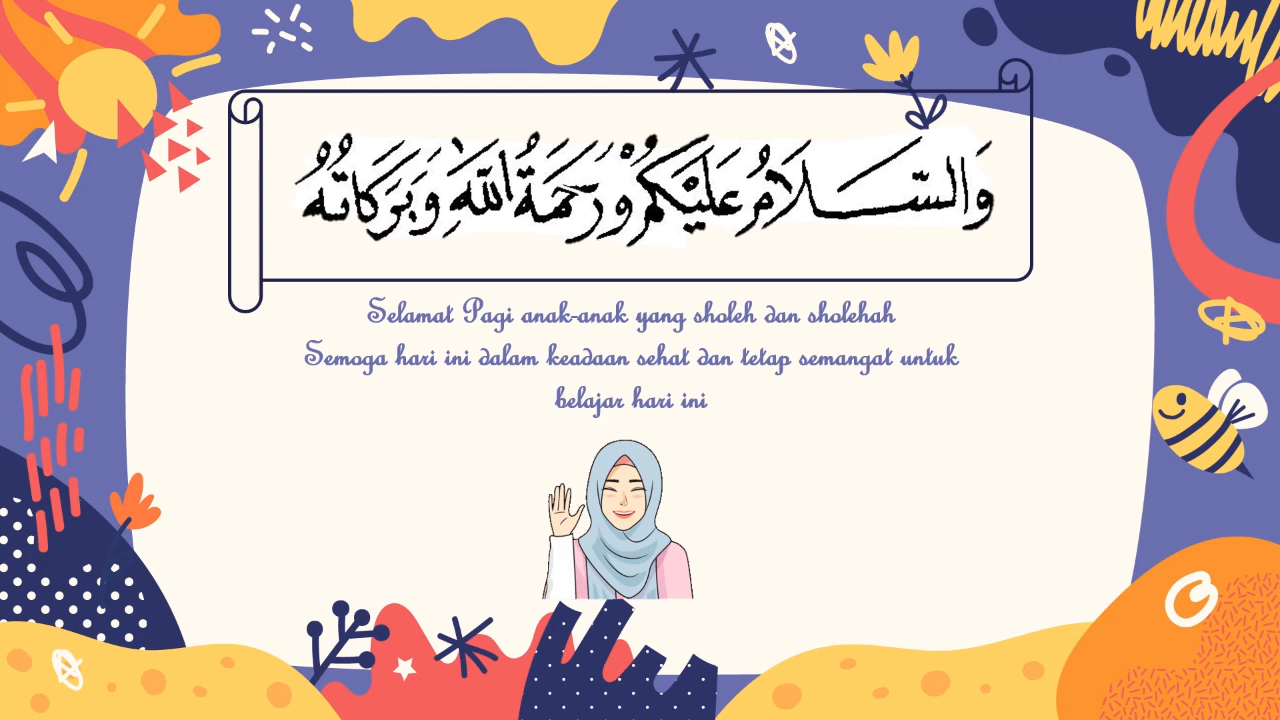 وَالسَّلَامُ عَلَيْكُمْ وَرَحْمَةُ اللّٰهِ وَبَرَكَاتُهُ
Selamat Pagi anak-anak yang sholeh dan sholehah
Semoga hari ini dalam keadaan sehat dan tetap semangat untuk
belajar hari ini